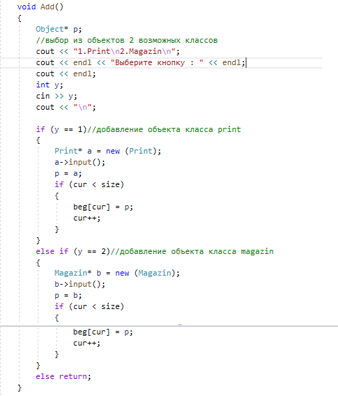 void Add()
{
Object* p;
//выбор из объектов 2 возможных классов
cout << "1.Print\n2.Magazin\n";
cout << endl << "Выберите кнопку : " << endl;
cout << endl;
int y;
cin >> y;
cout << "\n";
if (y == 1)//добавление объекта класса print
{
Print* a = new (Print);
a->input();
p = a;
if (cur < size)
{
beg[cur] = p;
cur++;
}
}
else if (y == 2)//добавление объекта класса magazin
{
Magazin* b = new (Magazin);
b->input();
p = b;
if (cur < size)
{
beg[cur] = p;
cur++;
}
}
else return;
}